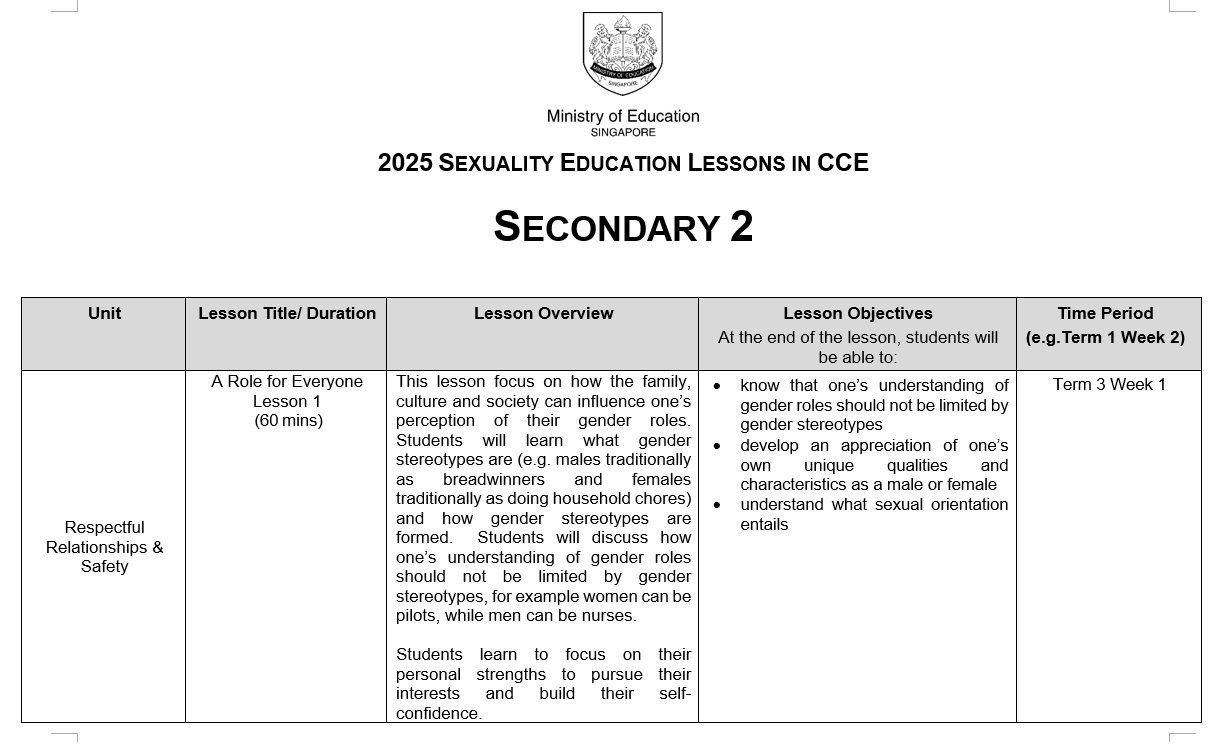 MINISTRY OF EDUCATION
SINGAPORE
Ministry of Education
SINGAPORE
2025 SEXUALITY EDUCATION LESSONS IN CCE
SECONDARY 2
Unit
Lesson Title/ Duration
Lesson Overview
Lesson Objectives
At the end of the lesson, students will
be able to:
Time Period
(e.g.Term 1 Week 2)
Respectful
Relationships &
Safety
A Role for Everyone
Lesson 1
(60 mins)
This lesson focus on how the family,
culture and society can influence one’s
perception of their gender roles.
Students will learn what gender
stereotypes are (e.g. males traditionally
as breadwinners and females
traditionally as doing household chores)
and how gender stereotypes are
formed. Students will discuss how
one’s understanding of gender roles
should not be limited by gender
stereotypes, for example women can be
pilots, while men can be nurses.
Students learn to focus on their
personal strengths to pursue their
interests and build their self-
confidence.
• know that one’s understanding of
gender roles should not be limited by
gender stereotypes
• develop an appreciation of one’s
own unique qualities and
characteristics as a male or female
• understand what sexual orientation
entails
Term 3 Week 1